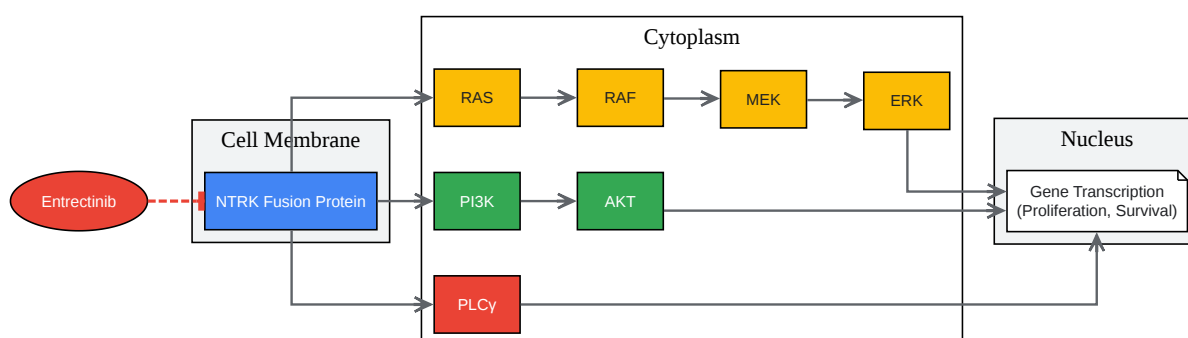 Cytoplasm
RAS
RAF
MEK
ERK
Cell Membrane
Nucleus
Entrectinib
NTRK Fusion Protein
PI3K
AKT
Gene Transcription
(Proliferation, Survival)
PLCγ